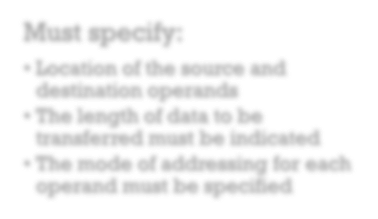 Must specify:
• Location of the source and
destination operands
• The length of data to be
transferred must be indicated
• The mode of addressing for each
operand must be specified